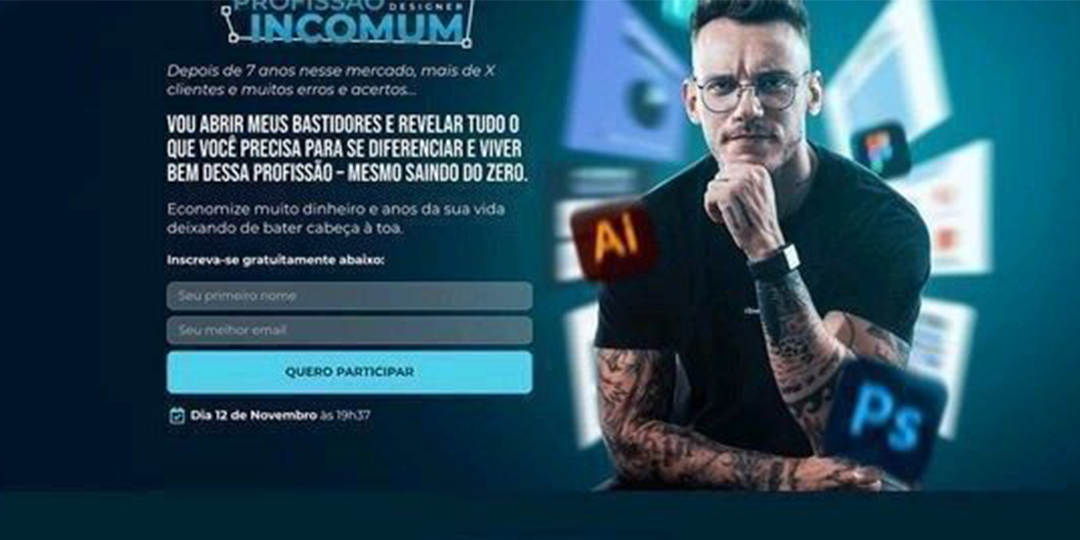 PROFISSÃO DESIGNER
INCOMUM
Depois de 7 anos nesse mercado, mais de X
clientes e muitos erros e acertos...
VOU ABRIR MEUS BASTIDORES E REVELAR TUDO O
QUE VOCÊ PRECISA PARA SE DIFERENCIAR E VIVER
BEM DESSA PROFISSÃO – MESMO SAINDO DO ZERO.
Economize muito dinheiro e anos da sua vida
deixando de bater cabeça à toa.
Inscreva-se gratuitamente abaixo:
Seu primeiro nome
Seu melhor email
QUERO PARTICIPAR
Dia 12 de Novembro às 19h37
Ai
Ps